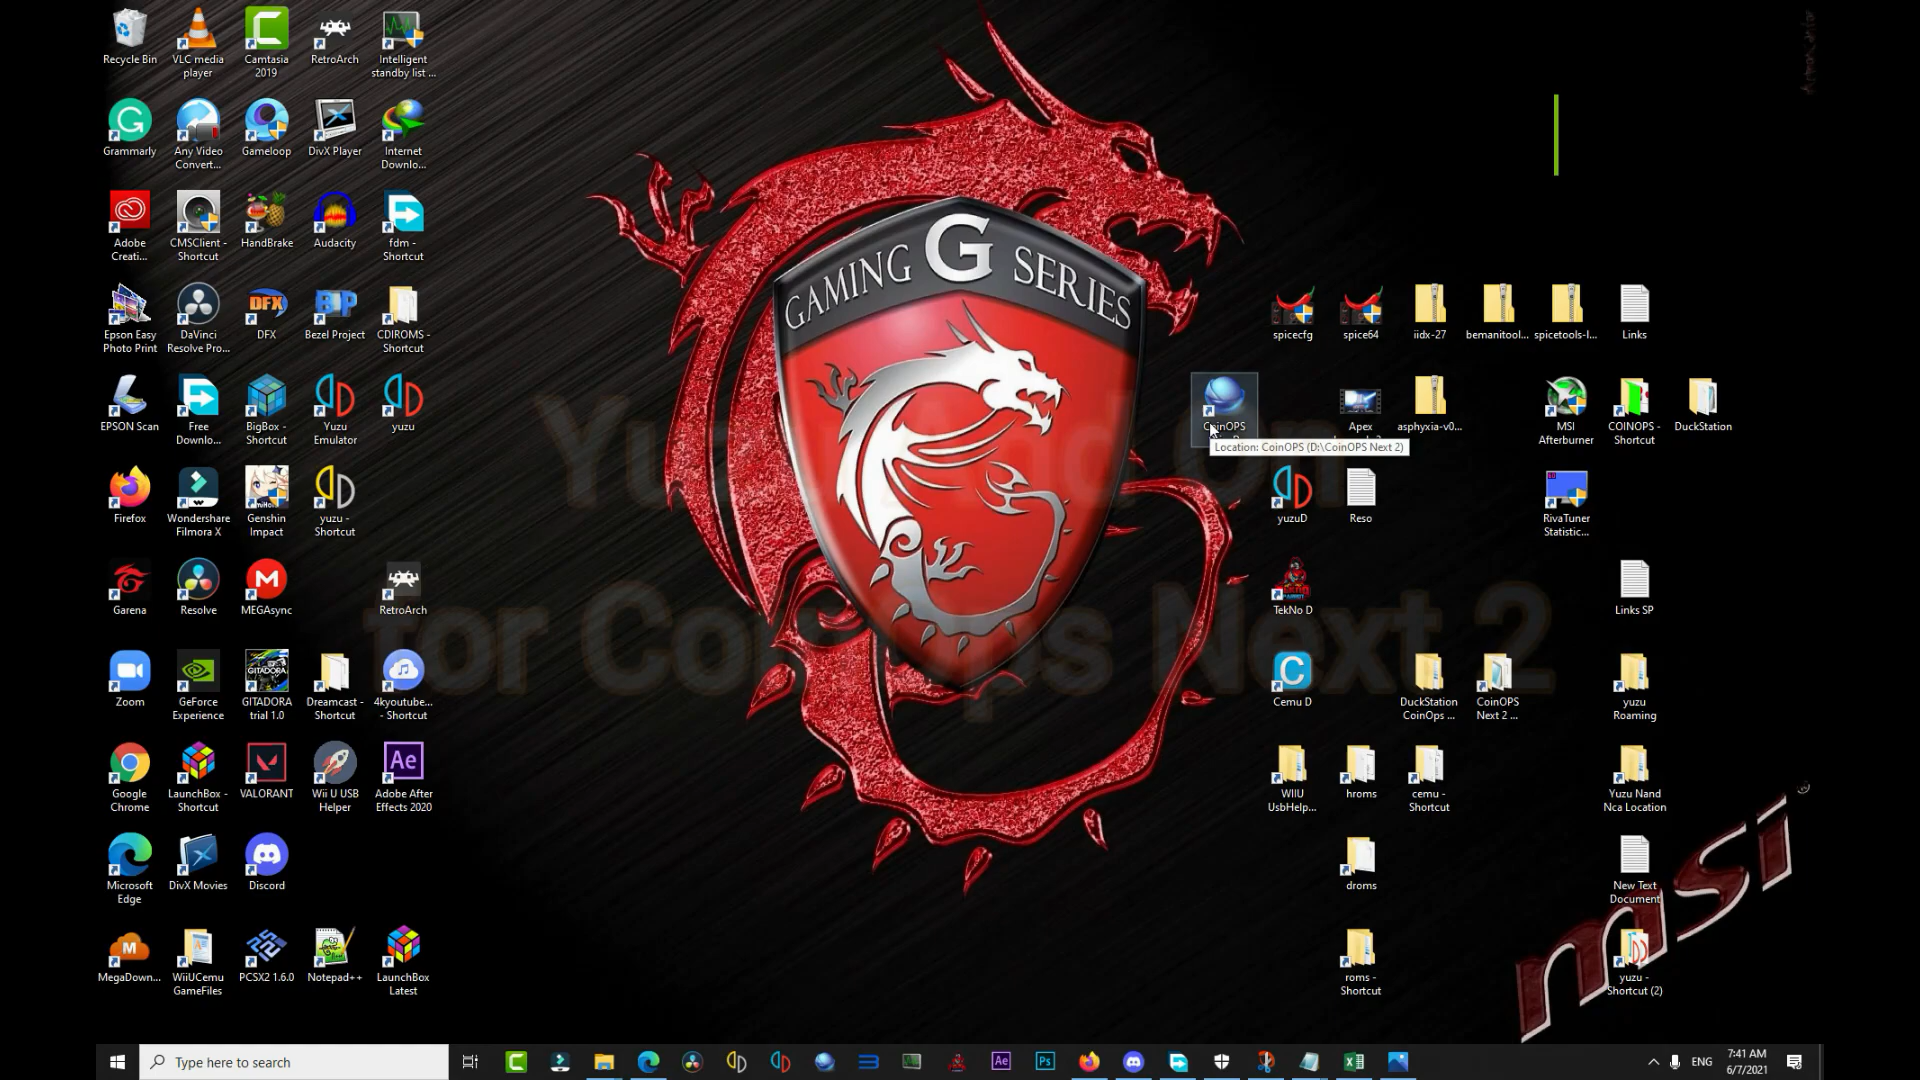 Recycle Bin
VLC media
player
Camtasia
2019
RetroArch
Intelligent
standby list ...
Grammarly
Any Video
Convert...
Gameloop
DivX Player
Internet
Downlo...
Adobe
Creati...
CMSClient -
Shortcut
HandBrake
Audacity
fdm -
Shortcut
Epson Easy
Photo Print
DaVinci
Resolve Pro...
DFX
Bezel Project
CDIROMS -
Shortcut
EPSON Scan
Free
Downlo...
BigBox -
Shortcut
Yuzu
Emulator
yuzu
Firefox
Wondershare
Filmora X
Genshin
Impact
yuzu -
Shortcut
Garena
Resolve
MEGAsync
RetroArch
Zoom
GeForce
Experience
GITADORA
trial 1.0
Dreamcast -
Shortcut
4kyoutube...
- Shortcut
Google
Chrome
LaunchBox -
Shortcut
VALORANT
Wii U USB
Helper
Adobe After
Effects 2020
Microsoft
Edge
DivX Movies
Discord
MegaDown...
WiiUCemu
GameFiles
PCSX2 1.6.0
Notepad++
LaunchBox
Latest
GAMING G SERIES
for CoinOps Next 2
spicecfg
spice64
iidx-27
bemanitool...
spicetools-l...
Links
CoinOPS
Apex
asphyxia-v0...
MSI
Afterburner
COINOPS -
Shortcut
DuckStation
Location: CoinOPS (D:\CoinOPS Next 2)
yuzuD
Reso
RivaTuner
Statistic...
TekNo D
Links SP
Cemu D
DuckStation
CoinOps ...
CoinOPS
Next 2 ...
yuzu
Roaming
WIIU
UsbHelp...
hroms
cemu -
Shortcut
Yuzu Nand
Nca Location
droms
New Text
Document
roms -
Shortcut
yuzu -
Shortcut (2)
msi
Type here to search
ENG
7:41 AM
6/7/2021